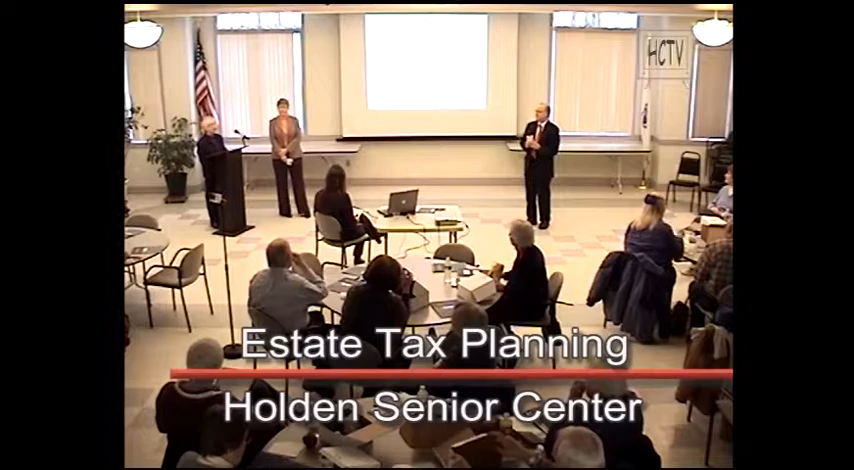 HCTV
Estate Tax Planning
Holden Senior Center